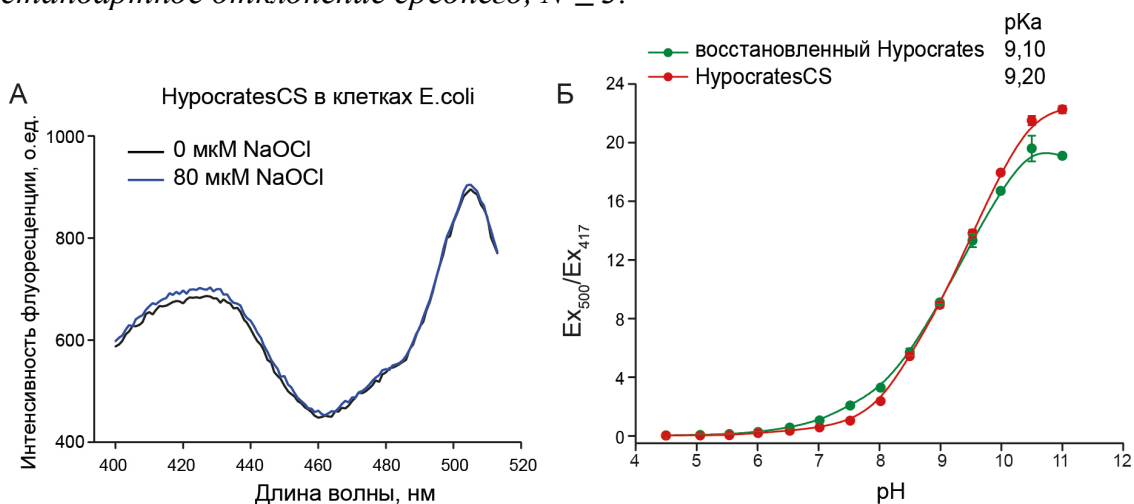 стандартное отклонение среднего, N ≥ 3.
А
HypocratesCS в клетках E.coli
0 мкМ NaOCl
80 мкМ NaOCl
Интенсивность флуоресценции, о.ед.
1000
800
600
400
400 420 440 460 480 500 520
Длина волны, нм
Б
pKa
восстановленный Hypocrates 9,10
HypocratesCS 9,20
Ex500/Ex417
24
20
16
12
8
4
0
4 5 6 7 8 9 10 11 12
pH